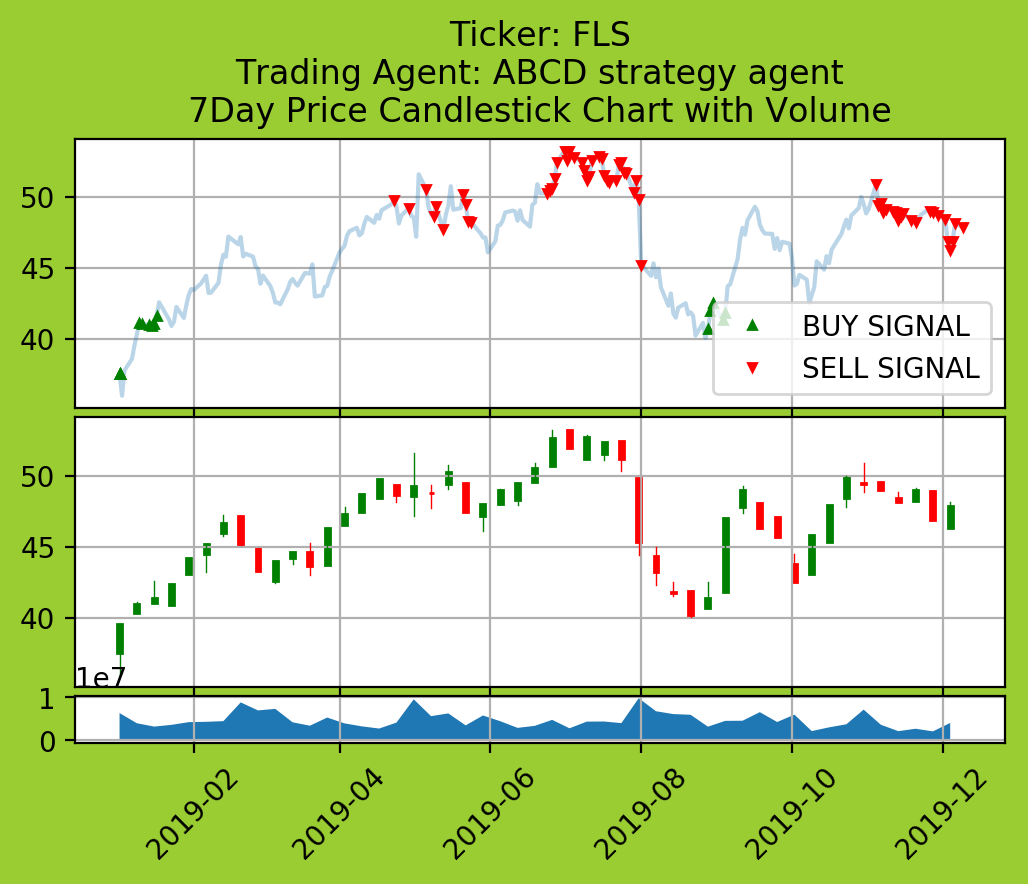 Ticker: FLS
Trading Agent: ABCD strategy agent
7Day Price Candlestick Chart with Volume
50
45
40
BUY SIGNAL
SELL SIGNAL
50
45
40
1e7
1
0
2019-02
2019-04
2019-06
2019-08
2019-10
2019-12